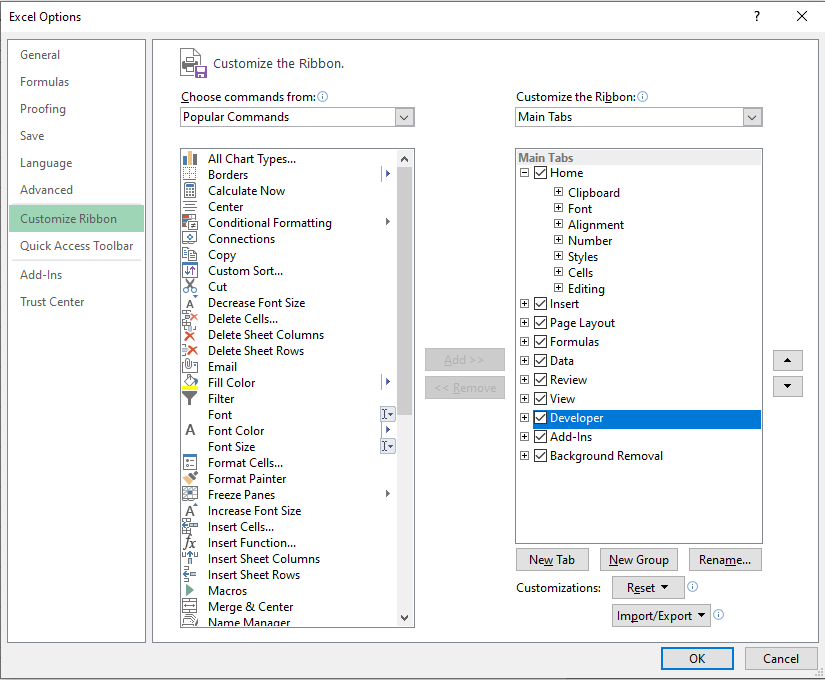 Excel Options
?
General
Formulas
Proofing
Save
Language
Advanced
Customize Ribbon
Quick Access Toolbar
Add-Ins
Trust Center
Customize the Ribbon.
Choose commands from:
Popular Commands
All Chart Types...
Borders
Calculate Now
Center
Conditional Formatting
Connections
Copy
Custom Sort...
Cut
Decrease Font Size
Delete Cells...
Delete Sheet Columns
Delete Sheet Rows
Email
Fill Color
Filter
Font
Font Color
Font Size
Format Cells...
Format Painter
Freeze Panes
Increase Font Size
Insert Cells...
Insert Function...
Insert Sheet Columns
Insert Sheet Rows
Macros
Merge & Center
Name Manager
Add >>
<< Remove
Customize the Ribbon:
Main Tabs
Main Tabs
Home
Clipboard
Font
Alignment
Number
Styles
Cells
Editing
Insert
Page Layout
Formulas
Data
Review
View
Developer
Add-Ins
Background Removal
New Tab
New Group
Rename...
Customizations:
Reset
Import/Export
OK
Cancel